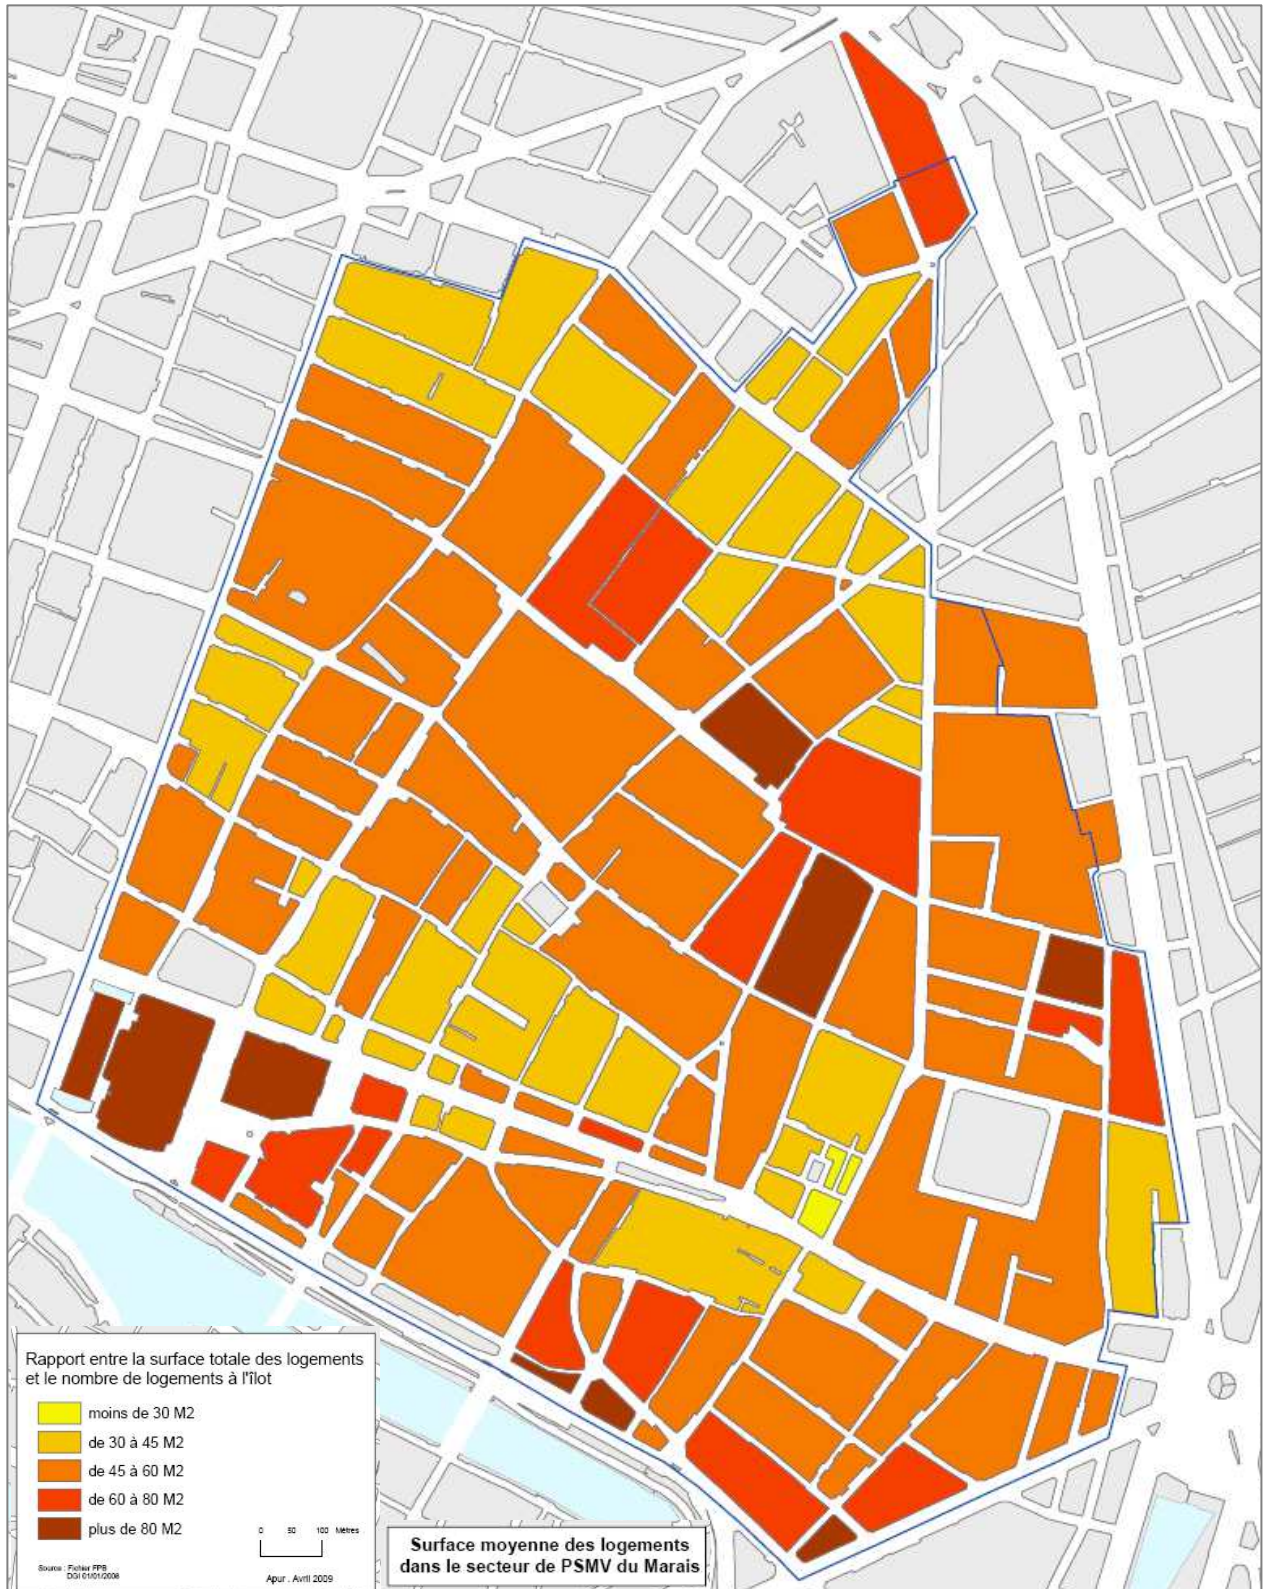 Rapport entre la surface totale des logements
et le nombre de logements à l'îlot
moins de 30 M2
de 30 à 45 M2
de 45 à 60 M2
de 60 à 80 M2
plus de 80 M2
0 50 100 Mètres
Source : Fichier FPB
DGI 01/01/2008
Apur . Avril 2009
Surface moyenne des logements
dans le secteur de PSMV du Marais